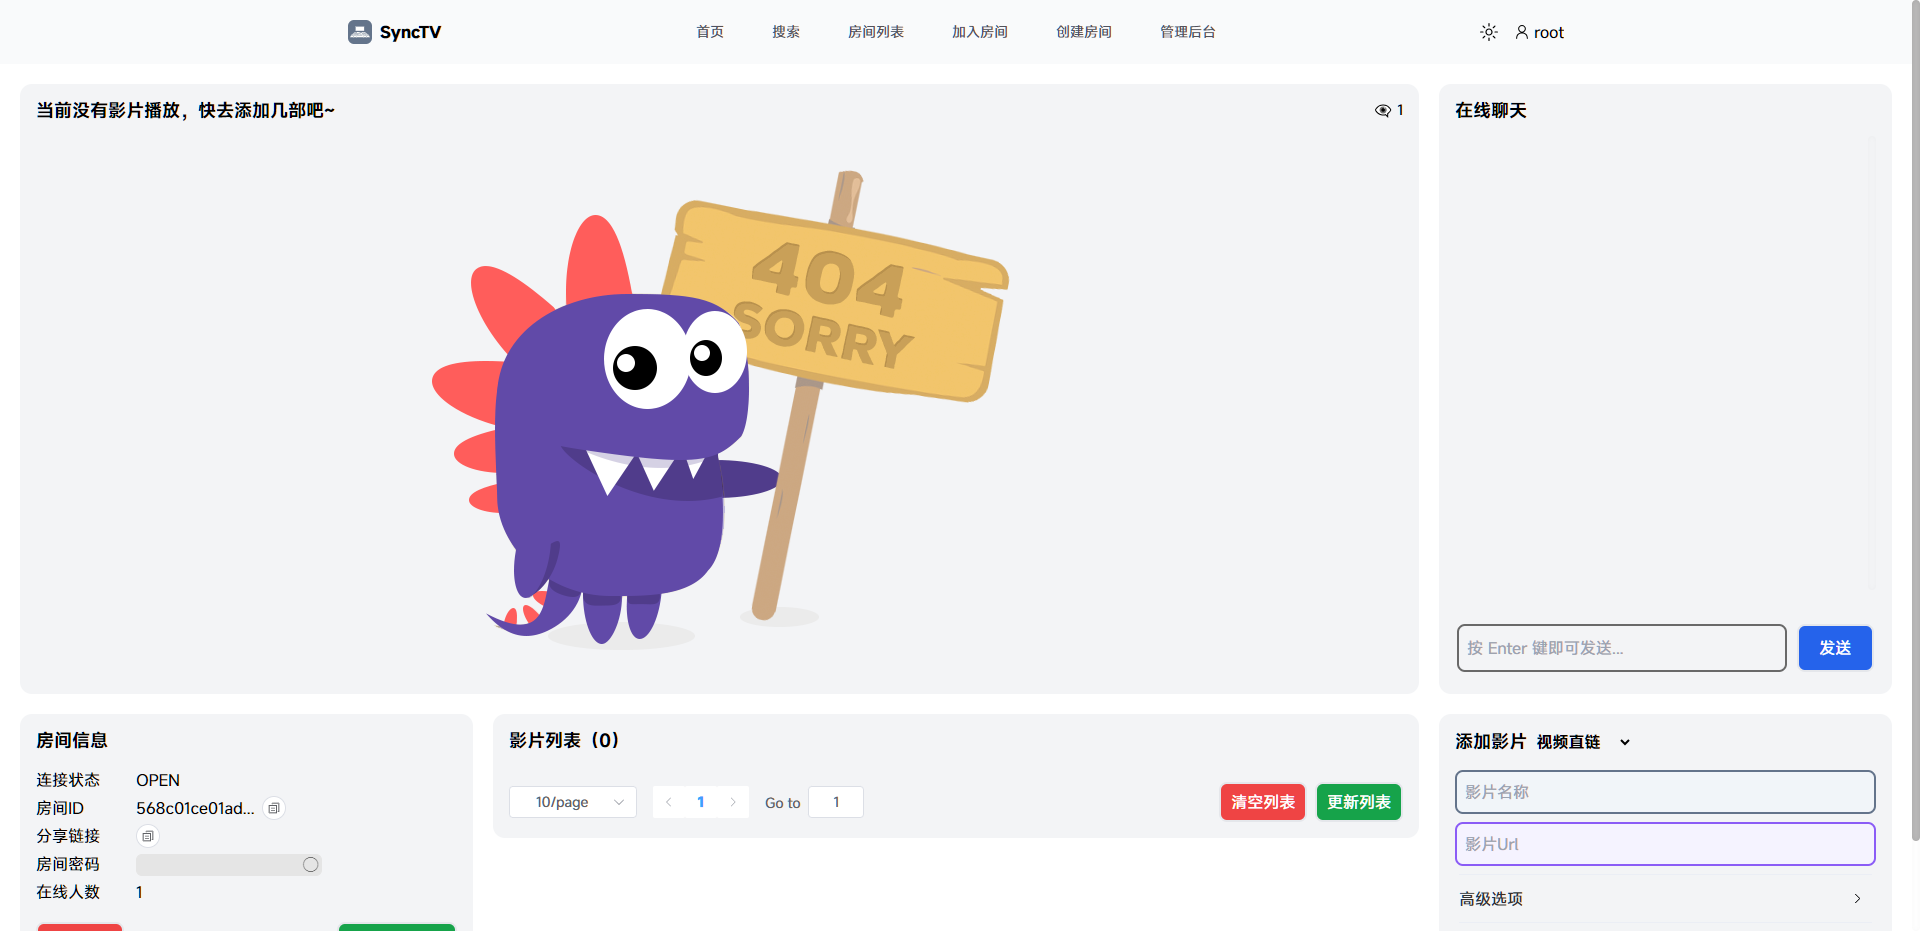 SyncTV
首页
搜索
房间列表
加入房间
创建房间
管理后台
root
当前没有影片播放，快去添加几部吧~
1
404
SORRY
在线聊天
按 Enter 键即可发送...
发送
房间信息
连接状态 OPEN
房间ID 568c01ce01ad...
分享链接
房间密码
在线人数 1
影片列表（0）
10/page
1
Go to
1
清空列表
更新列表
添加影片 视频直链
影片名称
影片Url
高级选项